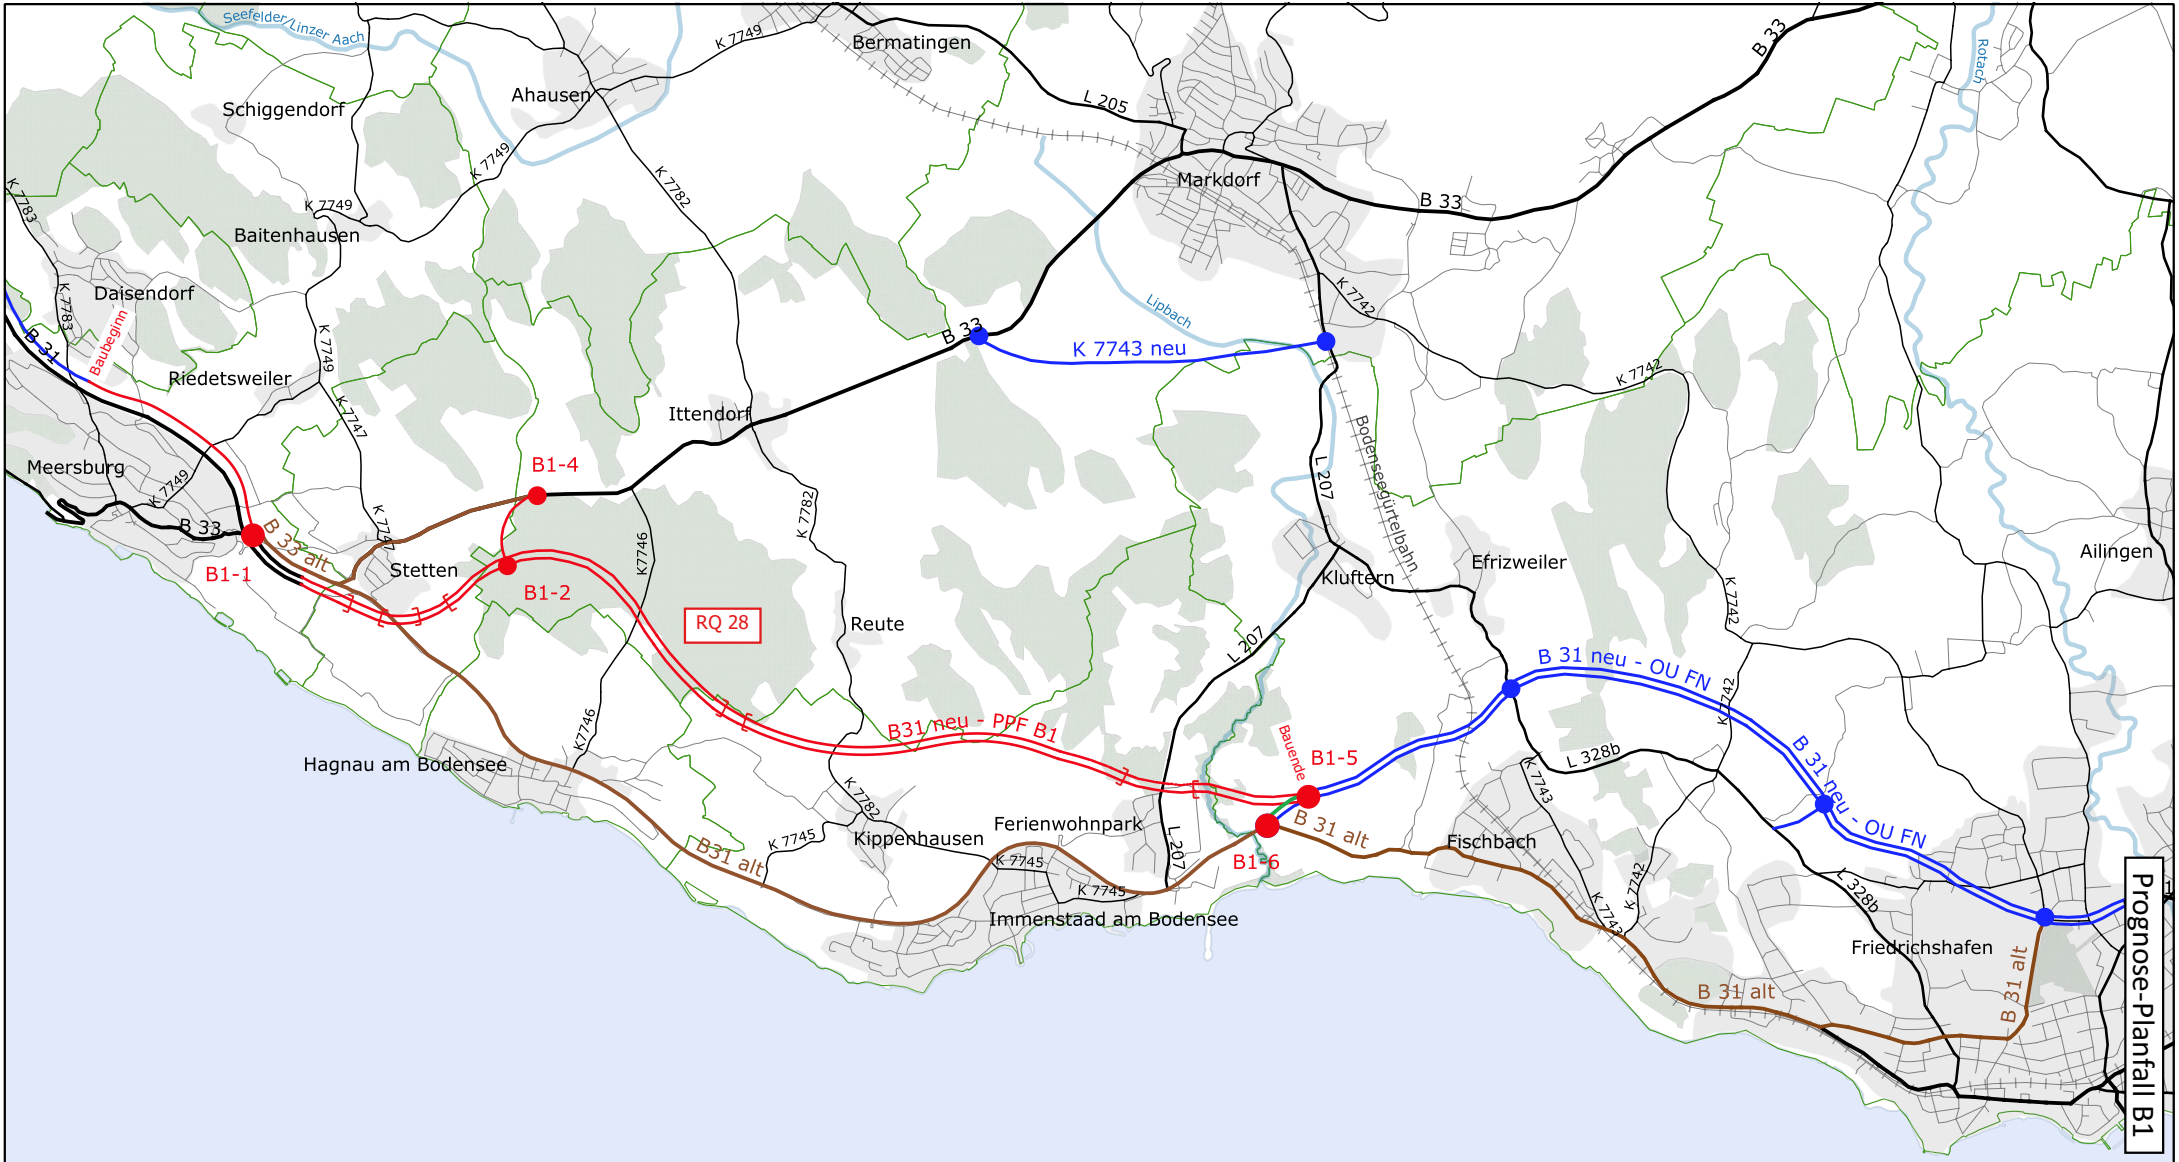 Seefelder/Linzer Aach
K 7749
Bermatingen
B 33
Rotach
Schiggendorf
Ahausen
L 205
K 7749
K 7782
Markdorf
B 33
K 7783
K 7749
Baitenhausen
Daisendorf
K 7783
Baubeginn
B 31
K 7749
Lipbach
K 7742
B 33
K 7743 neu
Riedetsweiler
K 7742
K 7747
Ittendorf
Bodenseegürtelbahn
Meersburg
K 7749
B1-4
L 207
K 7782
B 33
B 33 alt
K 7747
K7746
B1-1
Stetten
B1-2
Kluftern
Efrizweiler
Ailingen
K 7742
RQ 28
Reute
L 207
B 31 neu - OU FN
K 7742
K7746
B31 neu - PPF B1
Bauende
B1-5
L 328b
B 31 neu - OU FN
Hagnau am Bodensee
K 7743
K 7782
Ferienwohnpark
Kippenhausen
K 7745
B 31 alt
Fischbach
B31 alt
L 207
B1-6
K 7745
K 7745
K 7742
L 328b
K 7743
Immenstaad am Bodensee
Friedrichshafen
B 31 alt
B 31 alt
Prognose-Planfall B1